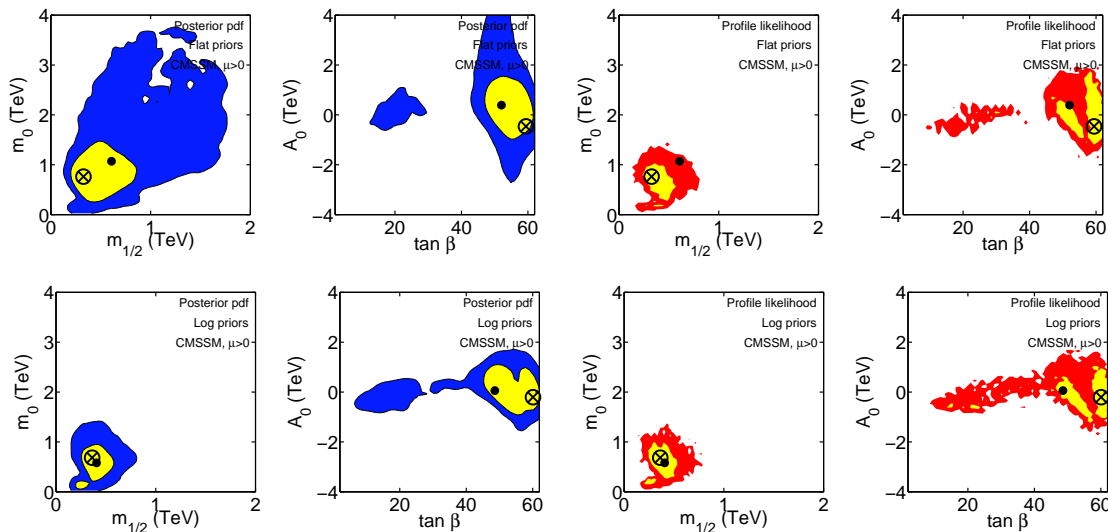 Posterior pdf
Flat priors
CMSSM, μ>0
m0 (TeV)
4
3
2
1
0
0 1 2
m1/2 (TeV)
Posterior pdf
Flat priors
CMSSM, μ>0
A0 (TeV)
4
2
0
−2
−4
20 40 60
tan β
Profile likelihood
Flat priors
CMSSM, μ>0
m0 (TeV)
4
3
2
1
0
0 1 2
m1/2 (TeV)
Profile likelihood
Flat priors
CMSSM, μ>0
A0 (TeV)
4
2
0
−2
−4
20 40 60
tan β
Posterior pdf
Log priors
CMSSM, μ>0
m0 (TeV)
4
3
2
1
0
0 1 2
m1/2 (TeV)
Posterior pdf
Log priors
CMSSM, μ>0
A0 (TeV)
4
2
0
−2
−4
20 40 60
tan β
Profile likelihood
Log priors
CMSSM, μ>0
m0 (TeV)
4
3
2
1
0
0 1 2
m1/2 (TeV)
Profile likelihood
Log priors
CMSSM, μ>0
A0 (TeV)
4
2
0
−2
−4
20 40 60
tan β